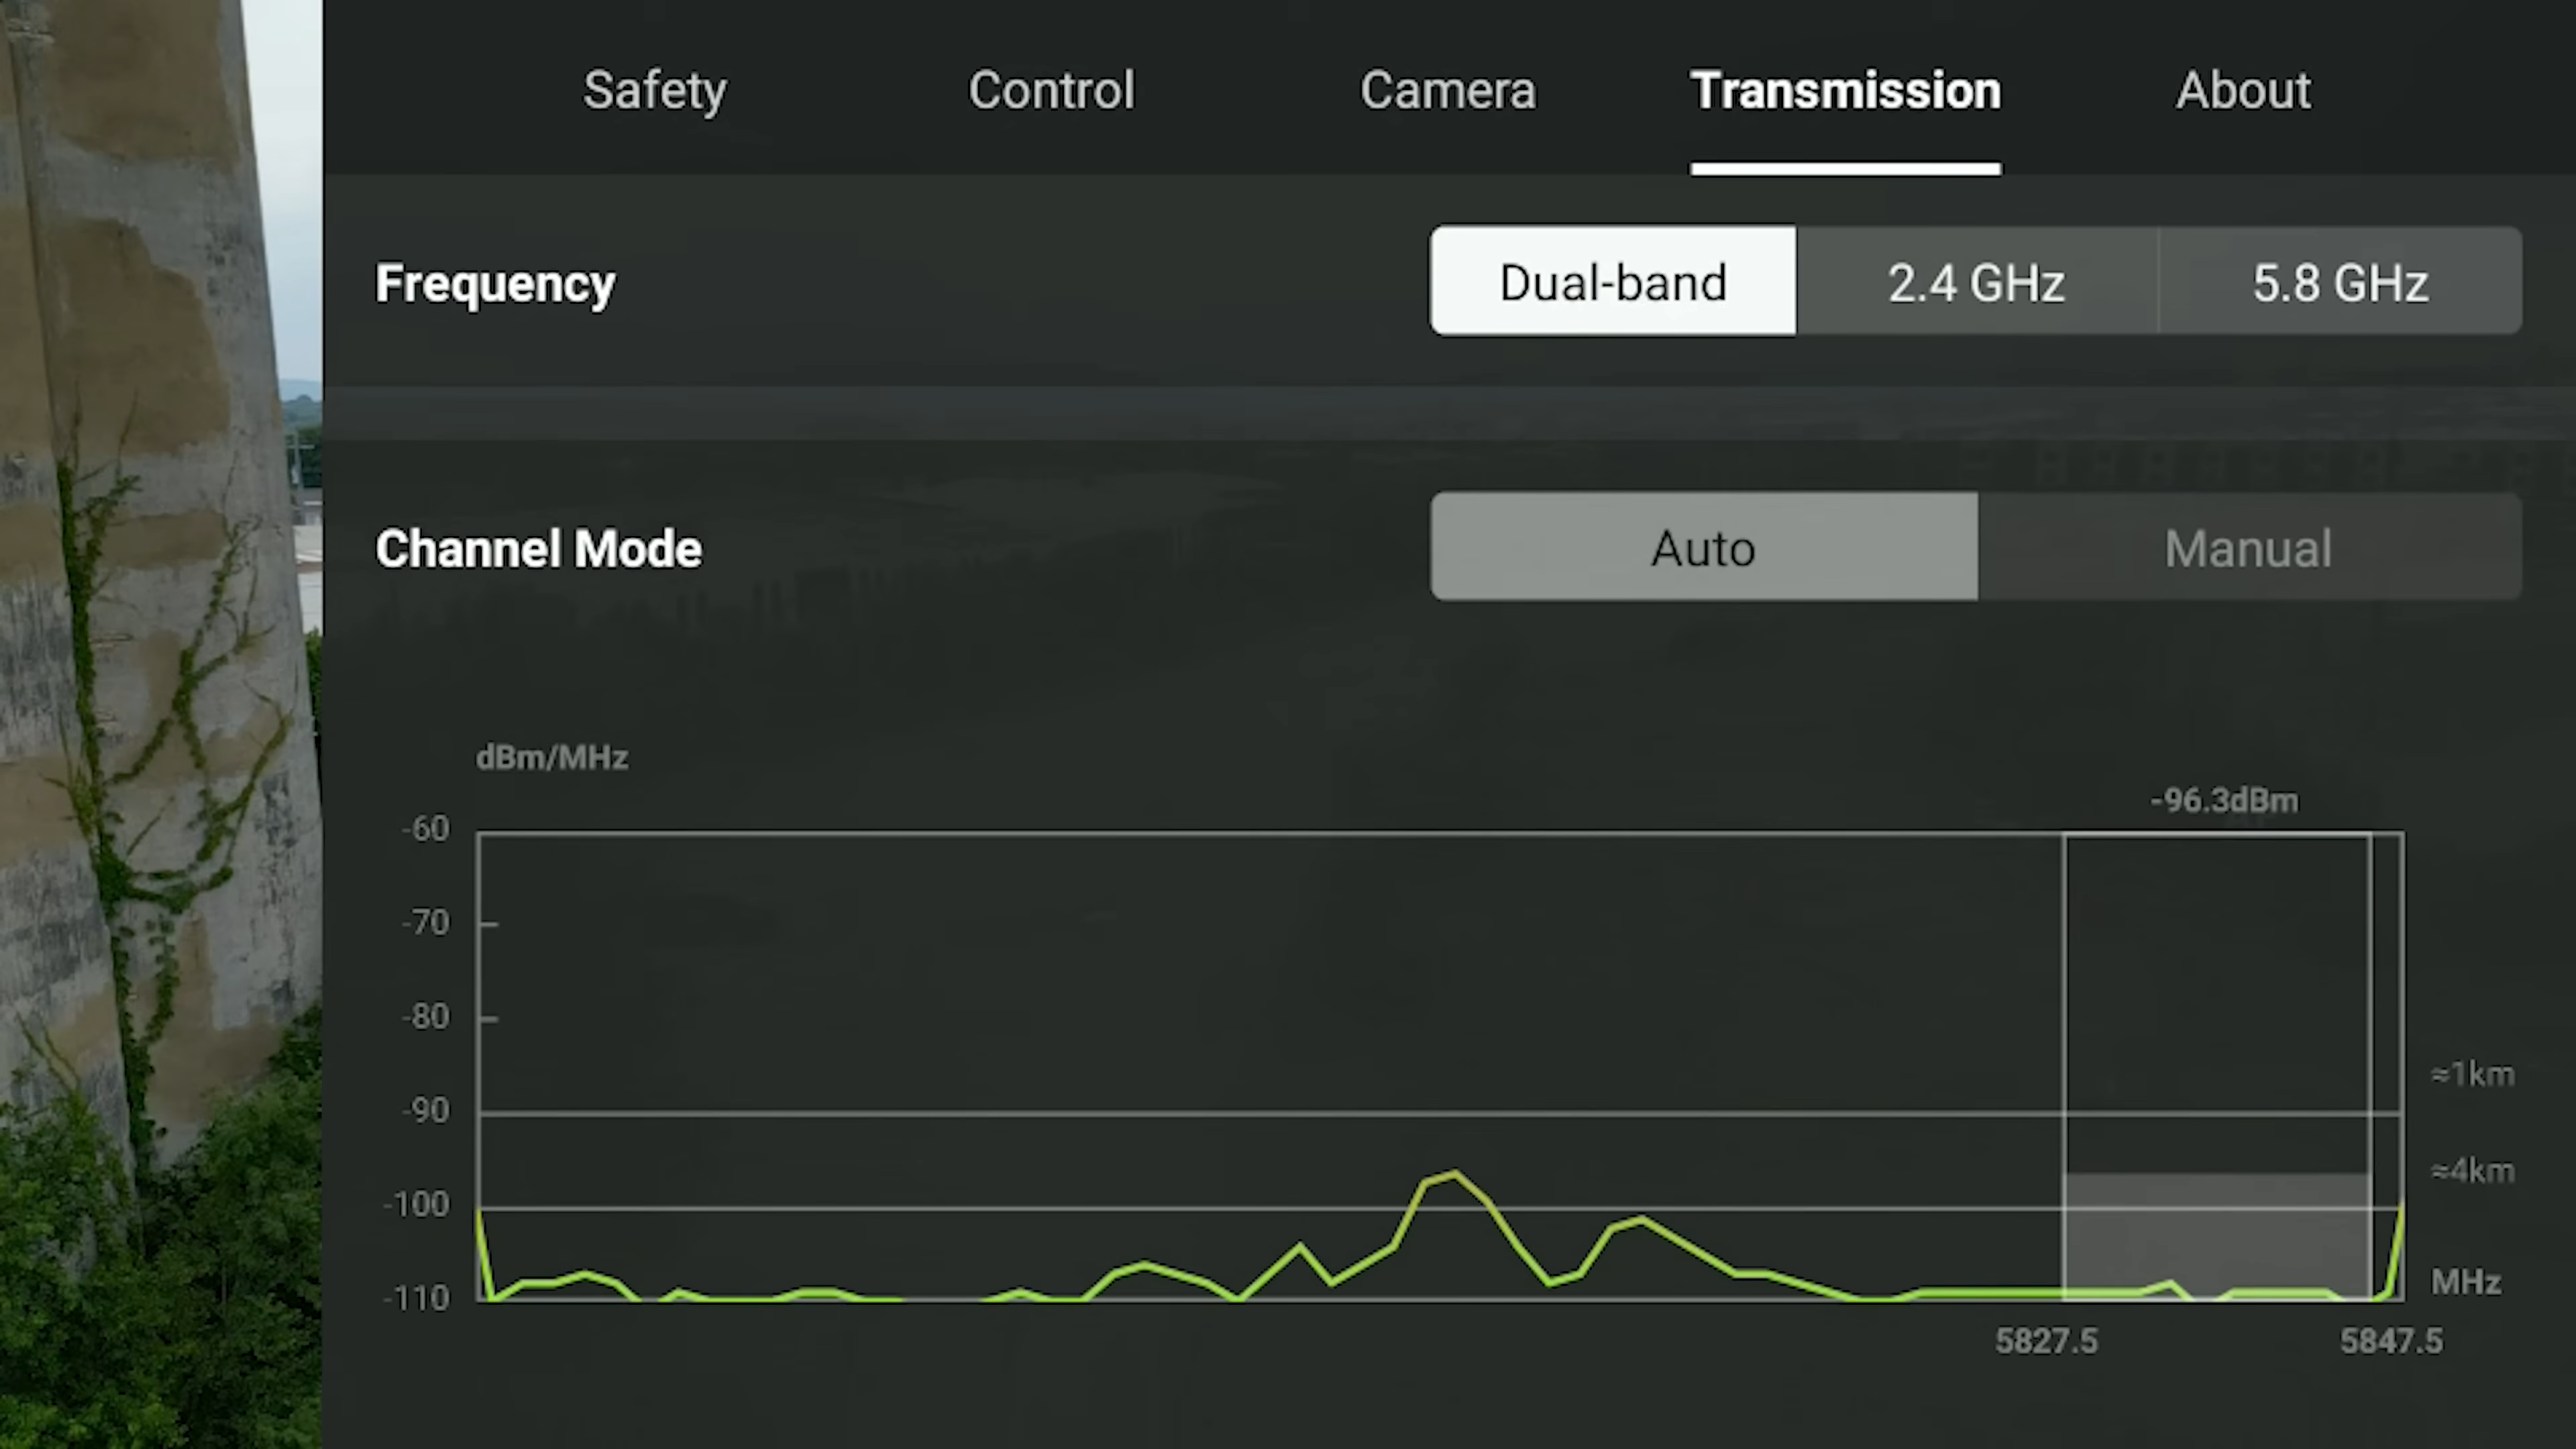 Safety Control Camera Transmission About
Frequency Dual-band 2.4 GHz 5.8 GHz
Channel Mode Auto Manual
dBm/MHz
-96.3dBm
-60
-70
-80
≈1km
-90
≈4km
-100
MHz
-110
5827.5 5847.5